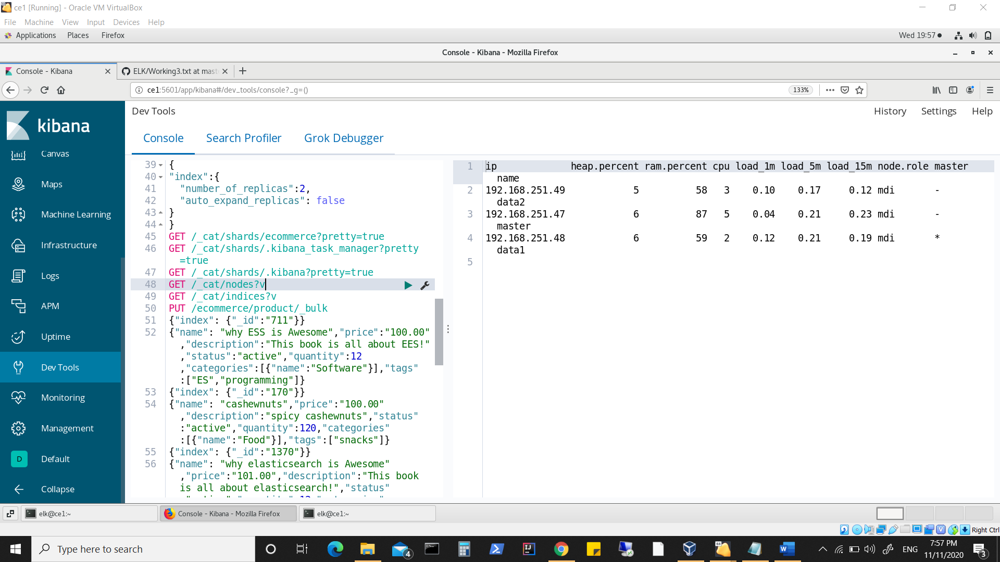 ce1 [Running] - Oracle VM VirtualBox
File Machine View Input Devices Help
Applications Places Firefox
Wed 19:57
Console - Kibana - Mozilla Firefox
Console - Kibana
ELK/Working3.txt at mast
ce1:5601/app/kibana#/dev_tools/console?_g=()
133%
kibana
Canvas
Maps
Machine Learning
Infrastructure
Logs
APM
Uptime
Dev Tools
Monitoring
Management
D Default
Collapse
Dev Tools
History Settings Help
Console Search Profiler Grok Debugger
39 {
40 "index":{
41 "number_of_replicas":2,
42 "auto_expand_replicas": false
43 }
44 }
45 GET /_cat/shards/ecommerce?pretty=true
46 GET /_cat/shards/.kibana_task_manager?pretty
=true
47 GET /_cat/shards/.kibana?pretty=true
48 GET /_cat/nodes?v
49 GET /_cat/indices?v
50 PUT /ecommerce/product/_bulk
51 {"index": {"_id":"711"}}
52 {"name": "why ESS is Awesome","price":"100.00"
,"description":"This book is all about EES!"
,"status":"active","quantity":12
,"categories":[{"name":"Software"}],"tags"
:["ES","programming"]}
53 {"index": {"_id":"170"}}
54 {"name": "cashewnuts","price":"100.00"
,"description":"spicy cashewnuts","status"
:"active","quantity":120,"categories"
:[{"name":"Food"}],"tags":["snacks"]}
55 {"index": {"_id":"1370"}}
56 {"name": "why elasticsearch is Awesome"
,"price":"101.00","description":"This book
is all about elasticsearch!","status"
1 ip heap.percent ram.percent cpu load_1m load_5m load_15m node.role master
name
2 192.168.251.49 5 58 3 0.10 0.17 0.12 mdi -
data2
3 192.168.251.47 6 87 5 0.04 0.21 0.23 mdi -
master
4 192.168.251.48 6 59 2 0.12 0.21 0.19 mdi *
data1
5
elk@ce1:~
Console - Kibana - Mozilla Firefox
elk@ce1:~
Right Ctrl
Type here to search
4
64
ENG
7:57 PM
11/11/2020
3